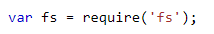 var fs = require('fs');